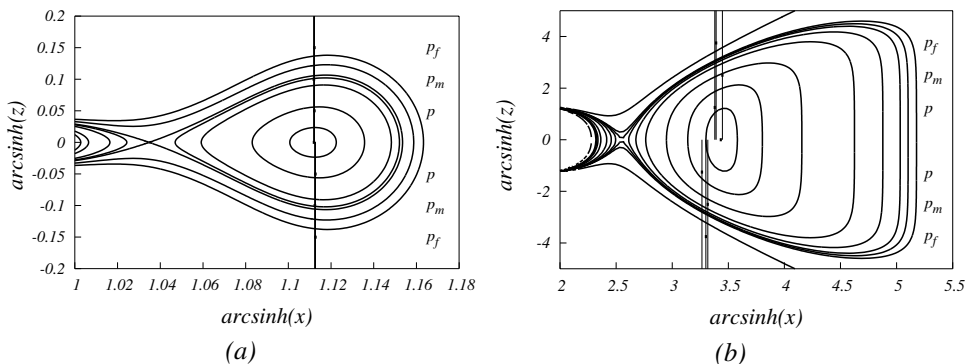 0.2
0.15
0.1
0.05
0
-0.05
-0.1
-0.15
-0.2
arcsinh(z)
p_f
p_m
p
p
p_m
p_f
1 1.02 1.04 1.06 1.08 1.1 1.12 1.14 1.16 1.18
arcsinh(x)
(a)
4
2
0
-2
-4
arcsinh(z)
p_f
p_m
p
p
p_m
p_f
2 2.5 3 3.5 4 4.5 5 5.5
arcsinh(x)
(b)